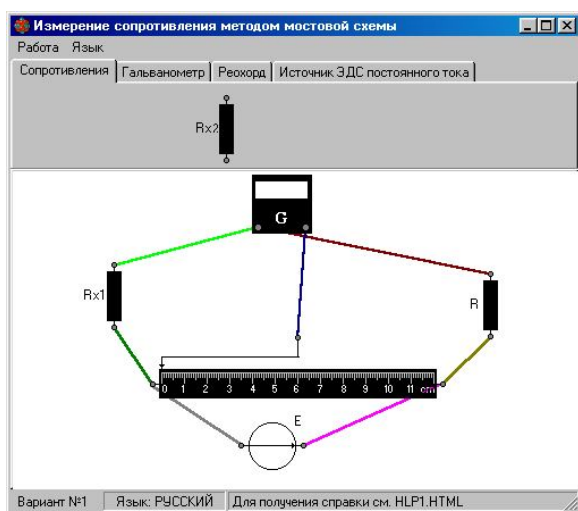 Измерение сопротивления методом мостовой схемы
Работа Язык
Сопротивления Гальванометр Реохорд Источник ЭДС постоянного тока
Rx2
G
Rx1
R
0 1 2 3 4 5 6 7 8 9 10 11 cm
E
Вариант №1 Язык: РУССКИЙ Для получения справки см. HLP1.HTML